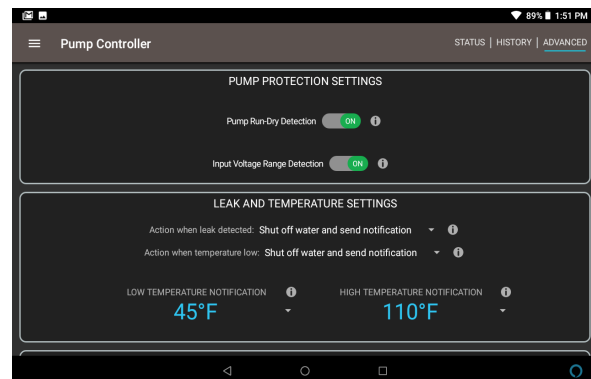 89% 1:51 PM
Pump Controller
STATUS | HISTORY | ADVANCED
PUMP PROTECTION SETTINGS
Pump Run-Dry Detection ON
Input Voltage Range Detection ON
LEAK AND TEMPERATURE SETTINGS
Action when leak detected: Shut off water and send notification
Action when temperature low: Shut off water and send notification
LOW TEMPERATURE NOTIFICATION HIGH TEMPERATURE NOTIFICATION
45°F 110°F